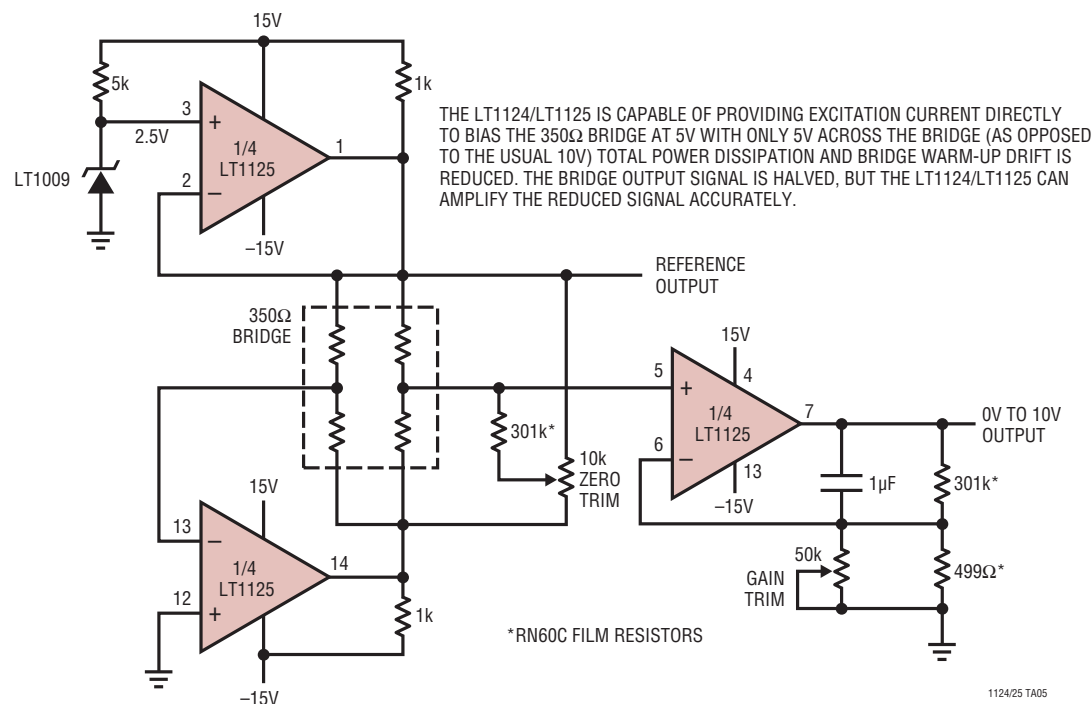 15V
5k
1k
3
+
2.5V
1/4
LT1125
1
LT1009
2
–
–15V
THE LT1124/LT1125 IS CAPABLE OF PROVIDING EXCITATION CURRENT DIRECTLY
TO BIAS THE 350Ω BRIDGE AT 5V WITH ONLY 5V ACROSS THE BRIDGE (AS OPPOSED
TO THE USUAL 10V) TOTAL POWER DISSIPATION AND BRIDGE WARM-UP DRIFT IS
REDUCED. THE BRIDGE OUTPUT SIGNAL IS HALVED, BUT THE LT1124/LT1125 CAN
AMPLIFY THE REDUCED SIGNAL ACCURATELY.
REFERENCE
OUTPUT
350Ω
BRIDGE
301k*
10k
ZERO
TRIM
15V
4
5
+
1/4
LT1125
7
6
–
13
–15V
0V TO 10V
OUTPUT
1µF
301k*
50k
GAIN
TRIM
499Ω*
15V
13
–
1/4
LT1125
14
12
+
1k
–15V
*RN60C FILM RESISTORS
1124/25 TA05